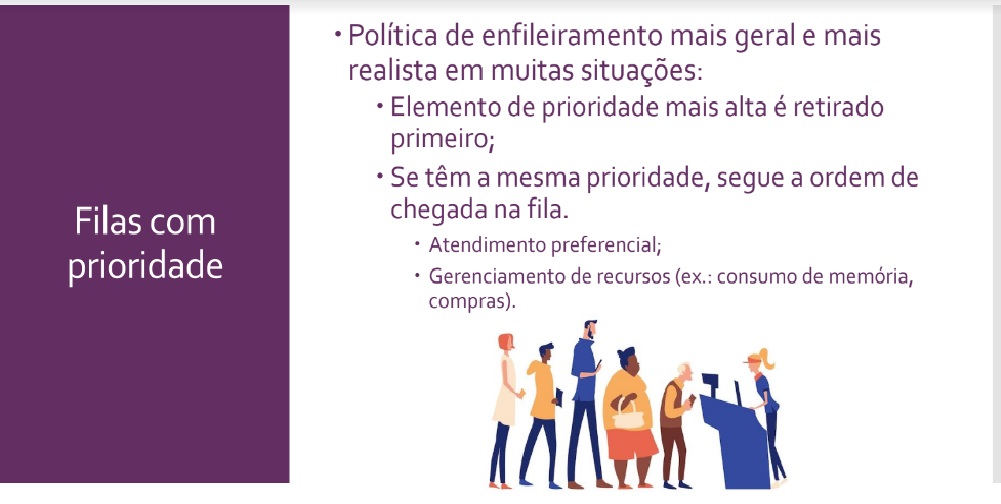 Filas com
prioridade
• Política de enfileiramento mais geral e mais
realista em muitas situações:
• Elemento de prioridade mais alta é retirado
primeiro;
• Se têm a mesma prioridade, segue a ordem de
chegada na fila.
• Atendimento preferencial;
• Gerenciamento de recursos (ex.: consumo de memória,
compras).